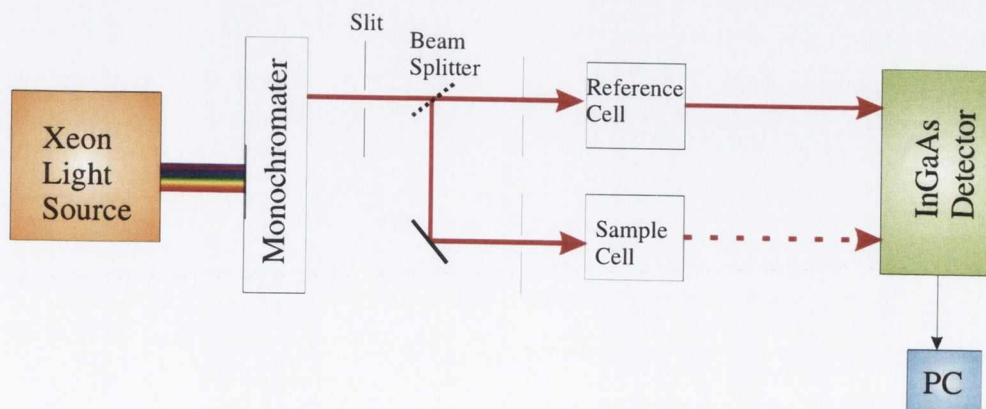 Xeon
Light
Source
Monochromater
Slit
Beam
Splitter
Reference
Cell
Sample
Cell
InGaAs
Detector
PC